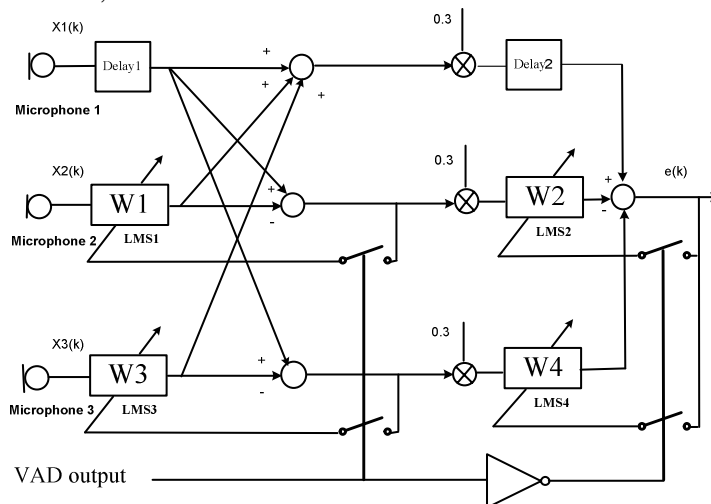 X1(k)
0.3
Delay1
+
+
+
Delay2
Microphone 1
X2(k)
0.3
e(k)
W1
+
-
W2
+
-
Microphone 2
LMS1
LMS2
X3(k)
0.3
W3
+
-
W4
Microphone 3
LMS3
LMS4
VAD output